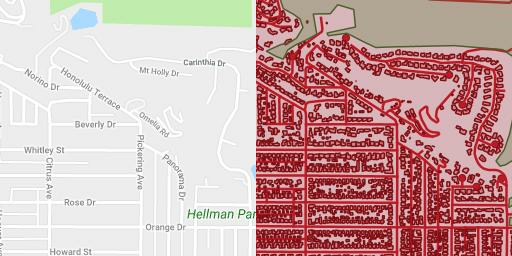 Carinthia Dr
Mt Holly Dr
Norino Dr
Honolulu Terrace
Omelia Rd
Beverly Dr
Whitley St
Pickering Ave
Citrus Ave
Panorama Dr
Rose Dr
Hellman Par
Orange Dr
Howard St